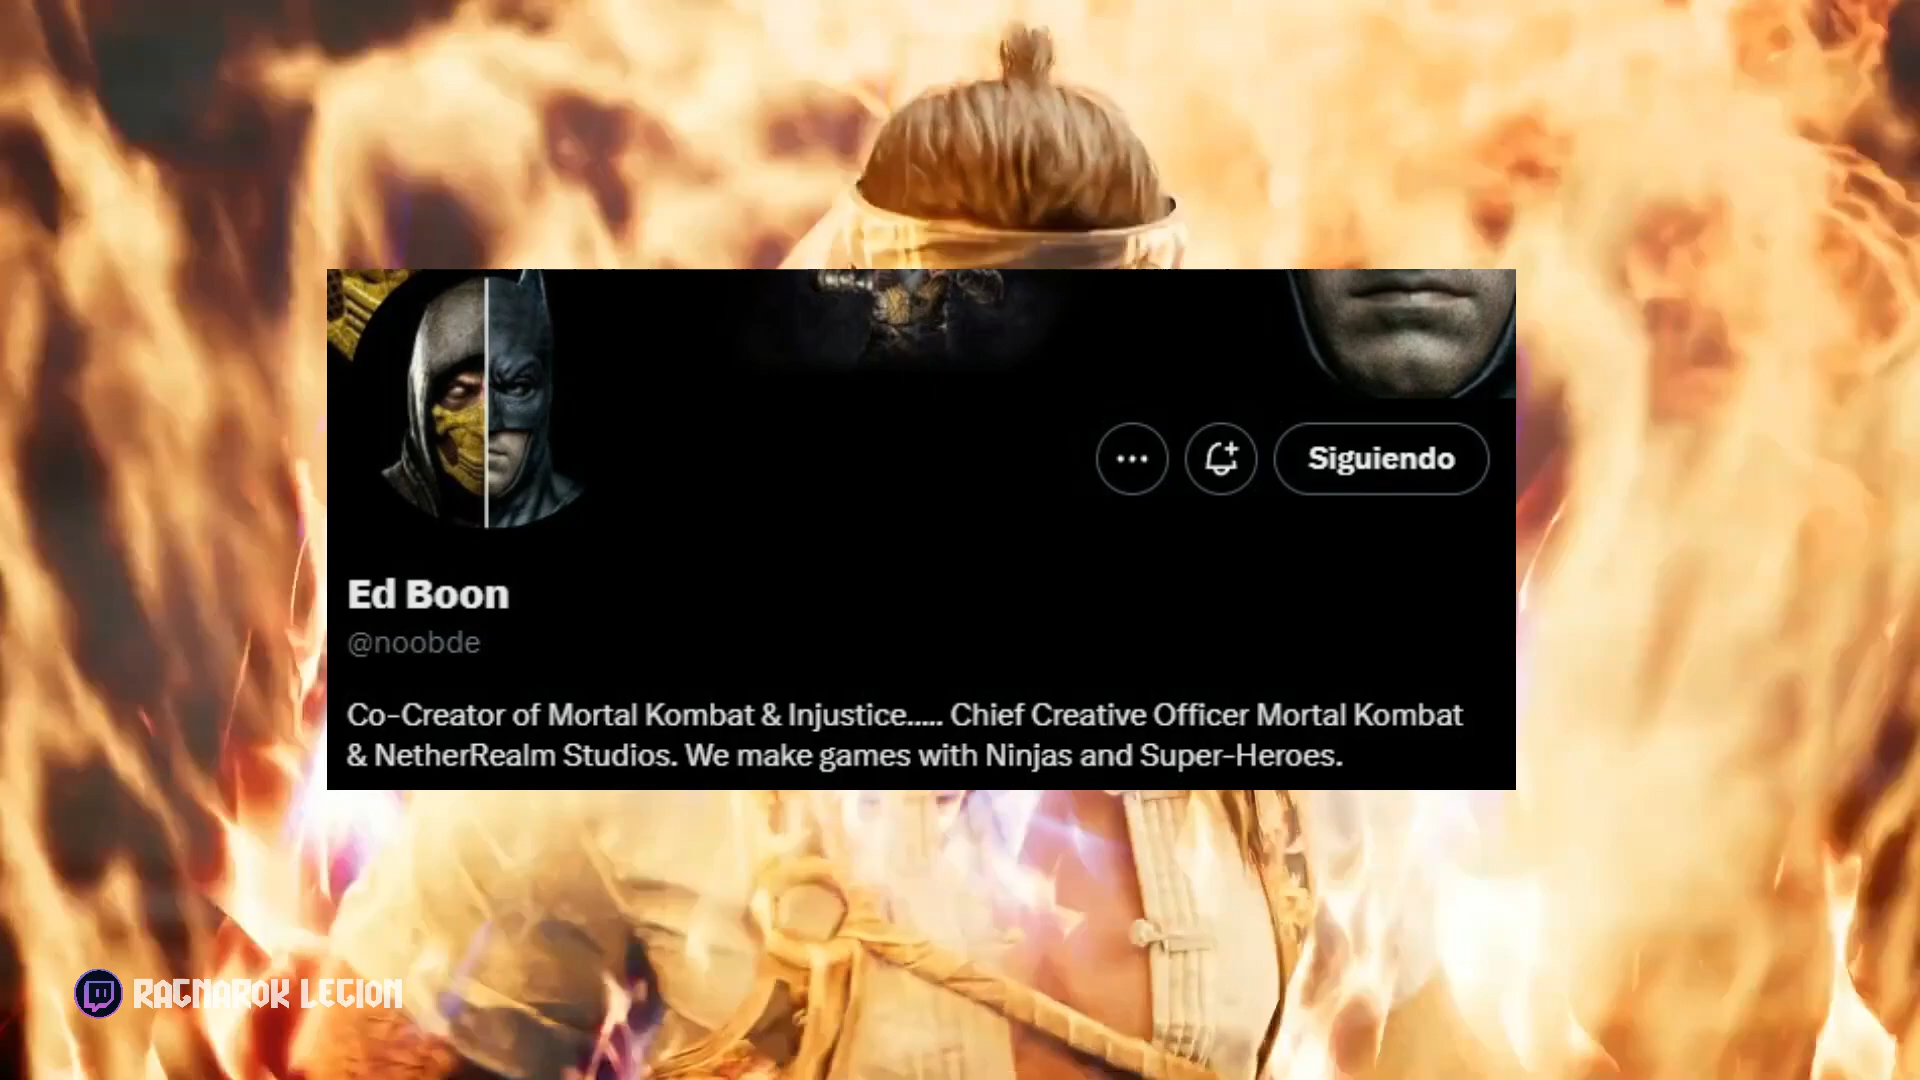 Siguiendo
Ed Boon
@noobde
Co-Creator of Mortal Kombat & Injustice..... Chief Creative Officer Mortal Kombat
& NetherRealm Studios. We make games with Ninjas and Super-Heroes.
RAGNAROK LEGION